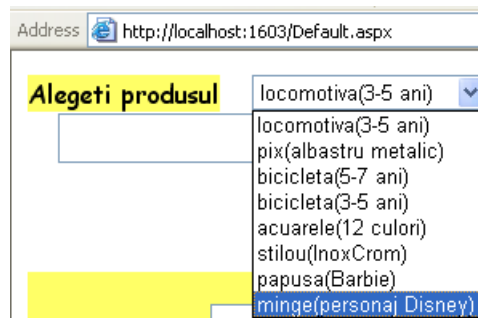 Address http://localhost:1603/Default.aspx
Alegeti produsul locomotiva(3-5 ani)
locomotiva(3-5 ani)
pix(albastru metalic)
bicicleta(5-7 ani)
bicicleta(3-5 ani)
acuarele(12 culori)
stilou(InoxCrom)
papusa(Barbie)
minge(personaj Disney)